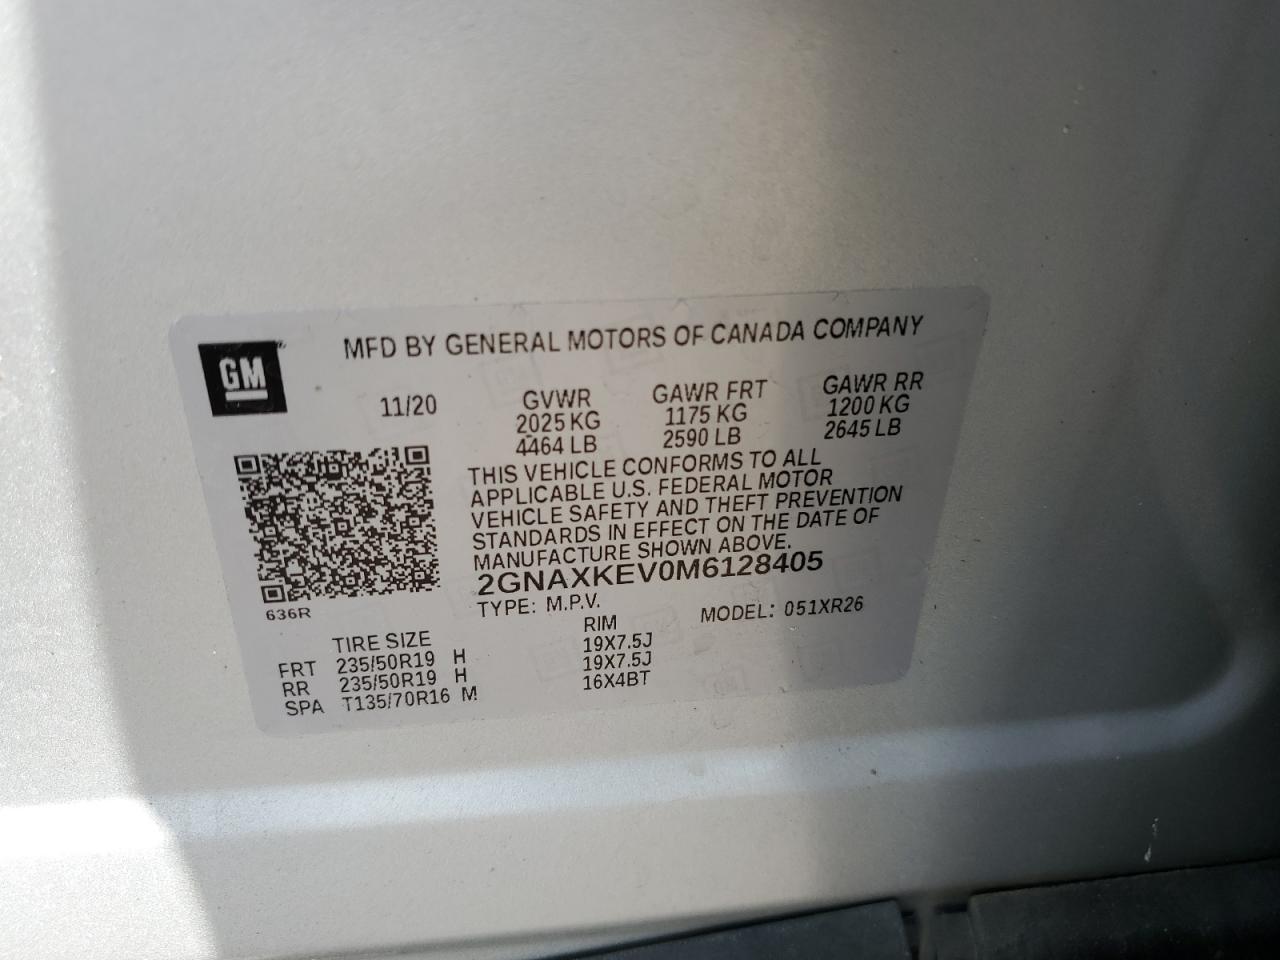 MFD BY GENERAL MOTORS OF CANADA COMPANY
GM
11/20 GVWR GAWR FRT GAWR RR
2025 KG 1175 KG 1200 KG
4464 LB 2590 LB 2645 LB
THIS VEHICLE CONFORMS TO ALL
APPLICABLE U.S. FEDERAL MOTOR
VEHICLE SAFETY AND THEFT PREVENTION
STANDARDS IN EFFECT ON THE DATE OF
MANUFACTURE SHOWN ABOVE.
2GNAXKEV0M6128405
TYPE: M.P.V. MODEL: 051XR26
636R
TIRE SIZE RIM
FRT 235/50R19 H 19X7.5J
RR 235/50R19 H 19X7.5J
SPA T135/70R16 M 16X4BT